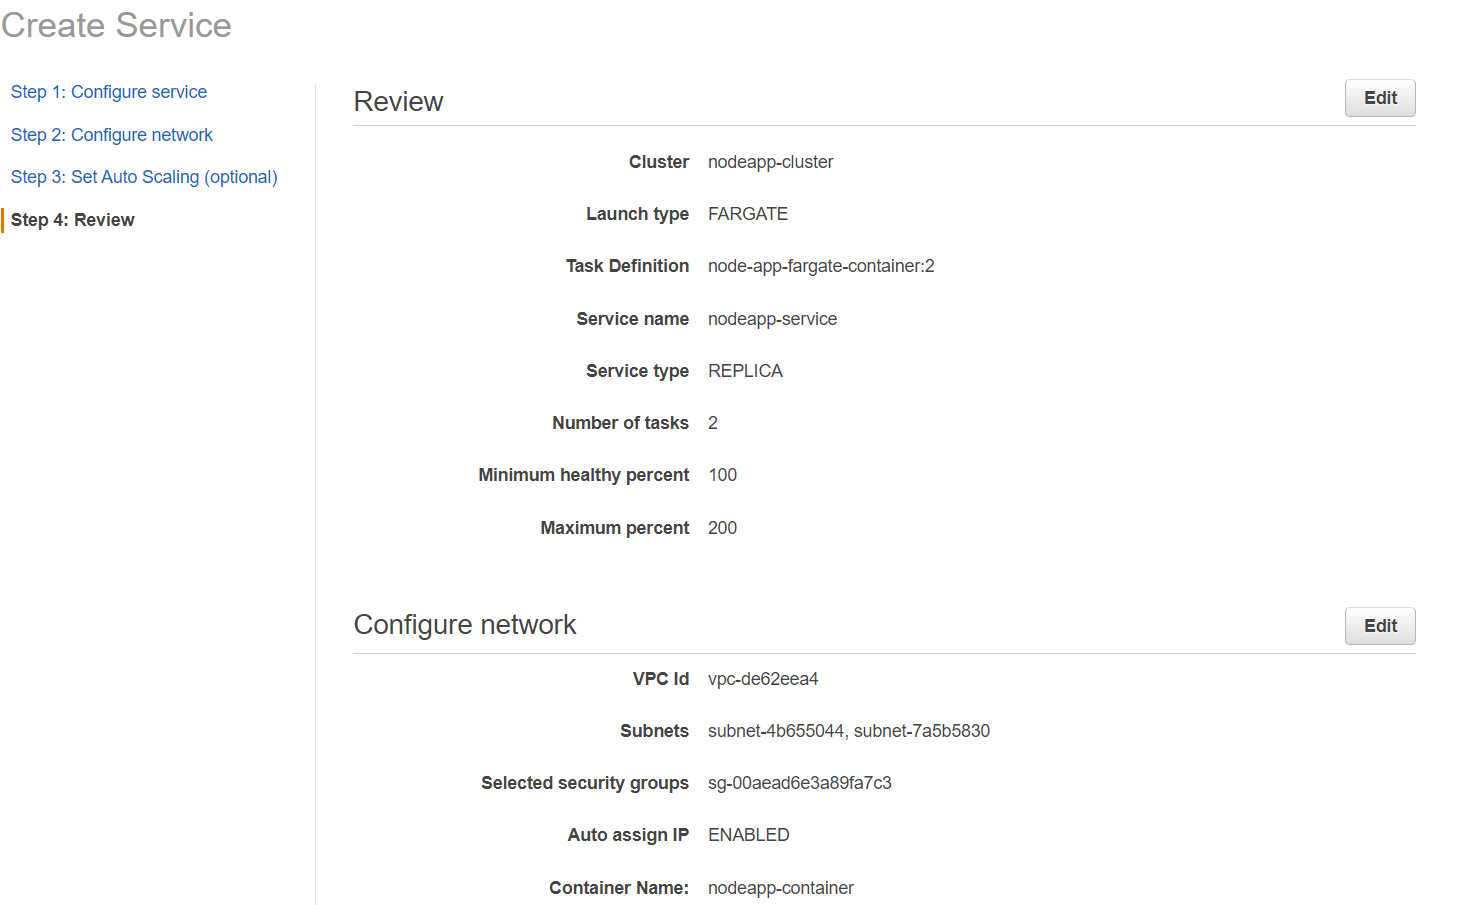 Create Service
Step 1: Configure service
Step 2: Configure network
Step 3: Set Auto Scaling (optional)
Step 4: Review
Review
Edit
Cluster nodeapp-cluster
Launch type FARGATE
Task Definition node-app-fargate-container:2
Service name nodeapp-service
Service type REPLICA
Number of tasks 2
Minimum healthy percent 100
Maximum percent 200
Configure network
Edit
VPC Id vpc-de62eea4
Subnets subnet-4b655044, subnet-7a5b5830
Selected security groups sg-00aead6e3a89fa7c3
Auto assign IP ENABLED
Container Name: nodeapp-container